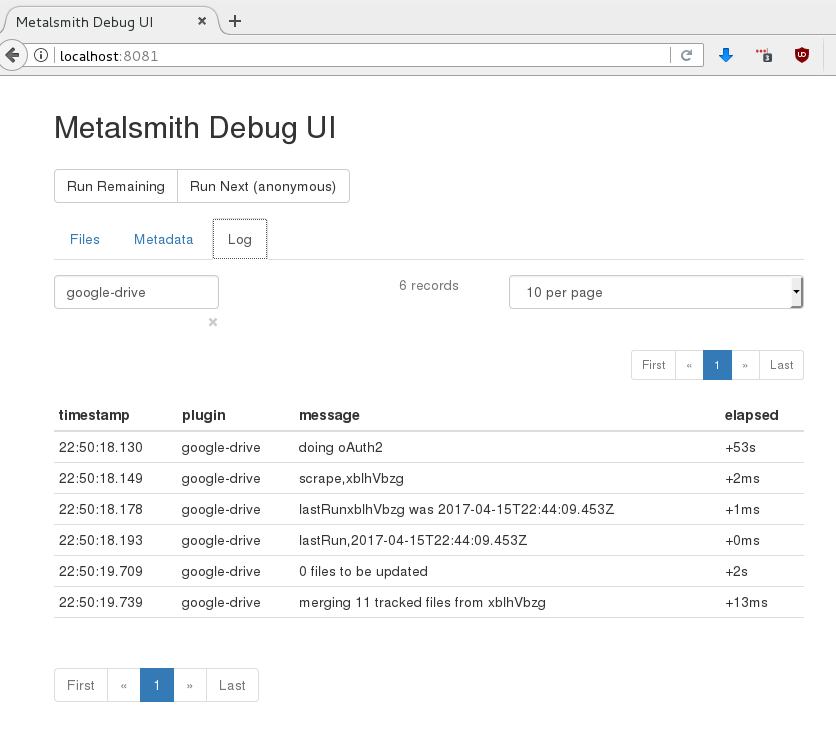 Metalsmith Debug UI
localhost:8081
3
Metalsmith Debug UI
Run Remaining Run Next (anonymous)
Files Metadata Log
google-drive 6 records 10 per page
First « 1 » Last
timestamp plugin message elapsed
22:50:18.130 google-drive doing oAuth2 +53s
22:50:18.149 google-drive scrape,xblhVbzg +2ms
22:50:18.178 google-drive lastRunxblhVbzg was 2017-04-15T22:44:09.453Z +1ms
22:50:18.193 google-drive lastRun,2017-04-15T22:44:09.453Z +0ms
22:50:19.709 google-drive 0 files to be updated +2s
22:50:19.739 google-drive merging 11 tracked files from xblhVbzg +13ms
First « 1 » Last